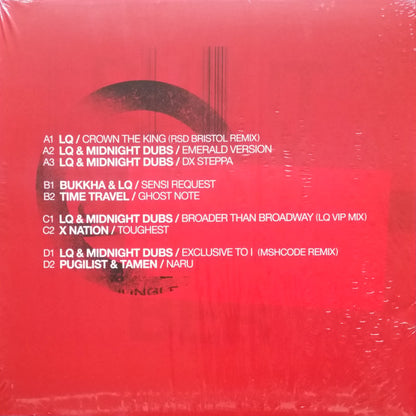 A1 LQ / CROWN THE KING (RSD BRISTOL REMIX)
A2 LQ & MIDNIGHT DUBS / EMERALD VERSION
A3 LQ & MIDNIGHT DUBS / DX STEPPA
B1 BUKKHA & LQ / SENSI REQUEST
B2 TIME TRAVEL / GHOST NOTE
C1 LQ & MIDNIGHT DUBS / BROADER THAN BROADWAY (LQ VIP MIX)
C2 X NATION / TOUGHEST
D1 LQ & MIDNIGHT DUBS / EXCLUSIVE TO I (MSHCODE REMIX)
D2 PUGILIST & TAMEN / NARU